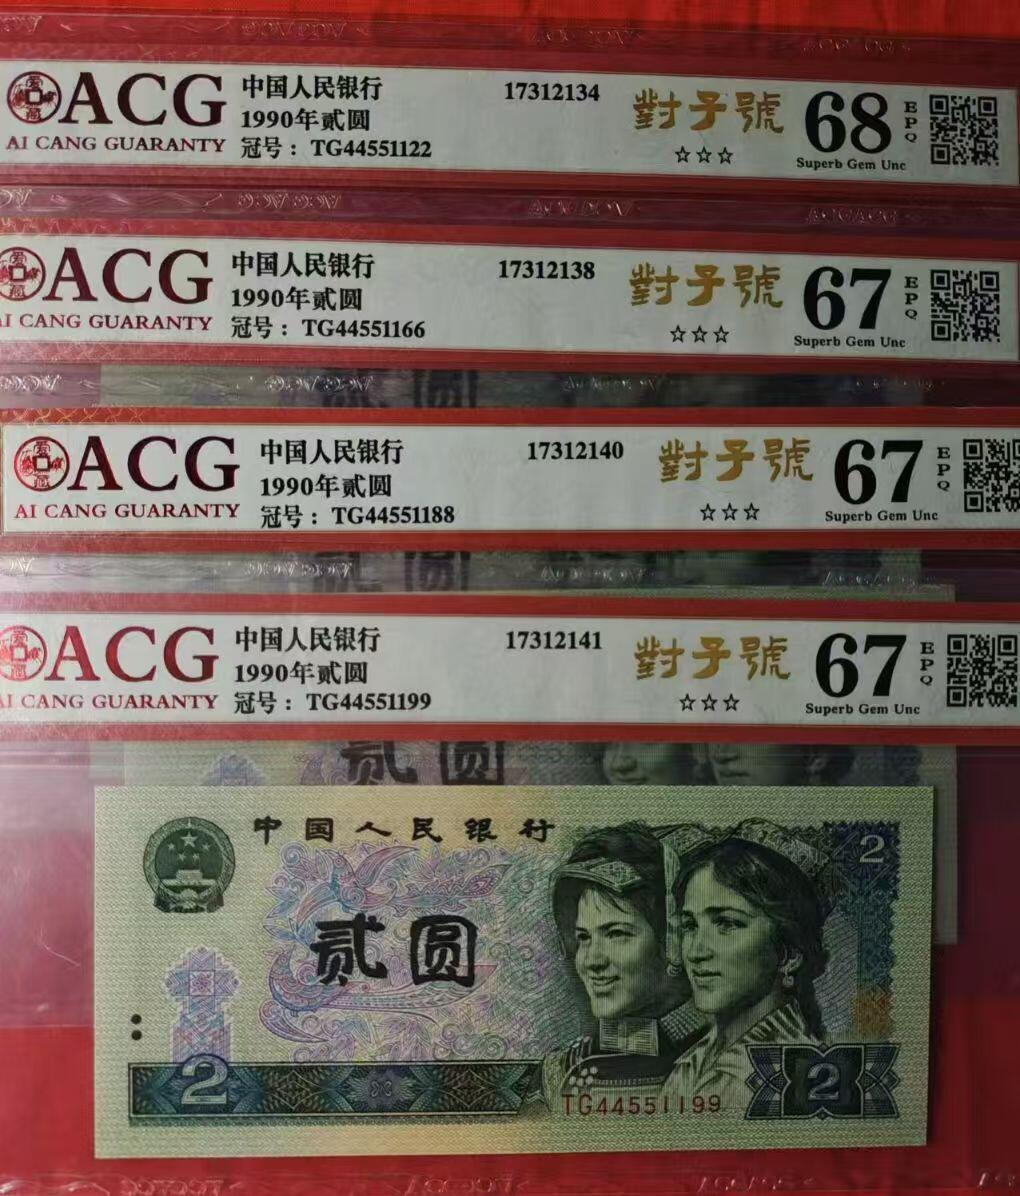 ACG
AI CANG GUARANTY
中国人民银行
1990年贰圆
冠号：TG44551122
17312134
對子號
☆☆☆
68
EPQ
Superb Gem Unc
ACG
AI CANG GUARANTY
中国人民银行
1990年贰圆
冠号：TG44551166
17312138
對子號
☆☆☆
67
EPQ
Superb Gem Unc
ACG
AI CANG GUARANTY
中国人民银行
1990年贰圆
冠号：TG44551188
17312140
對子號
☆☆☆
67
EPQ
Superb Gem Unc
ACG
AI CANG GUARANTY
中国人民银行
1990年贰圆
冠号：TG44551199
17312141
對子號
☆☆☆
67
EPQ
Superb Gem Unc
贰圆
中国人民银行
2
贰圆
2
2
TG44551199